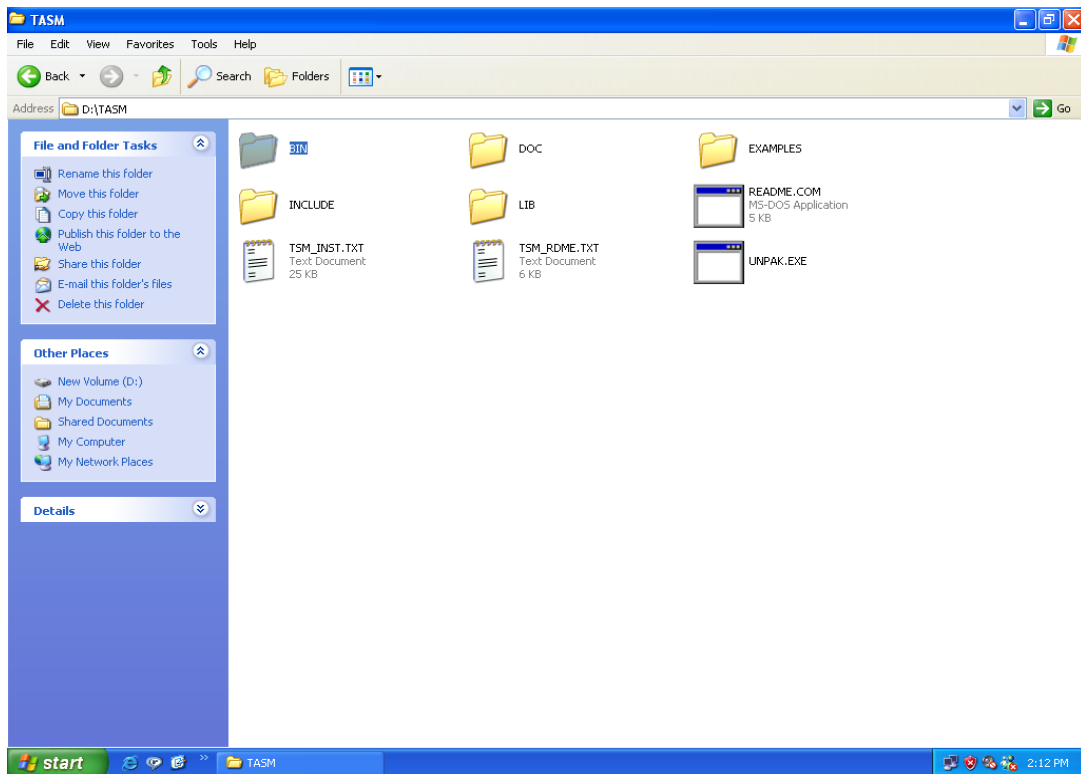 TASM
File Edit View Favorites Tools Help
Back Search Folders
Address D:\TASM Go
File and Folder Tasks
Rename this folder
Move this folder
Copy this folder
Publish this folder to the
Web
Share this folder
E-mail this folder's files
Delete this folder
Other Places
New Volume (D:)
My Documents
Shared Documents
My Computer
My Network Places
Details
BIN
DOC
EXAMPLES
INCLUDE
LIB
README.COM
MS-DOS Application
5 KB
TSM_INST.TXT
Text Document
25 KB
TSM_RDME.TXT
Text Document
6 KB
UNPAK.EXE
start TASM 2:12 PM